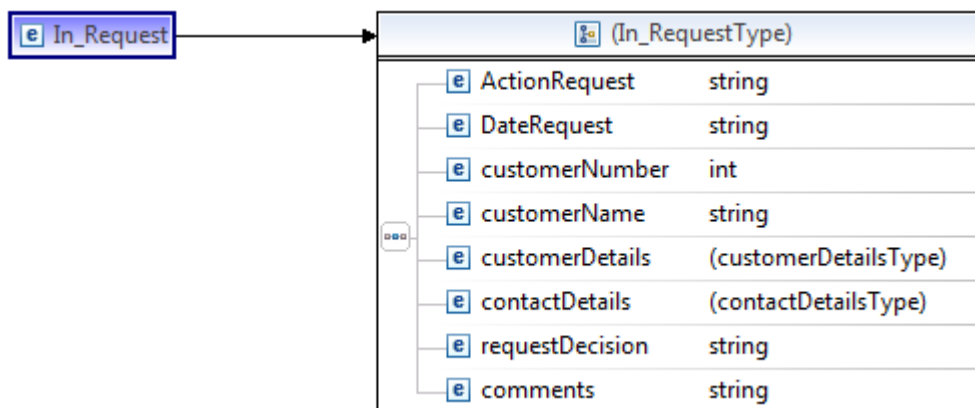 e In_Request
(In_RequestType)
e ActionRequest string
e DateRequest string
e customerNumber int
e customerName string
e customerDetails (customerDetailsType)
e contactDetails (contactDetailsType)
e requestDecision string
e comments string